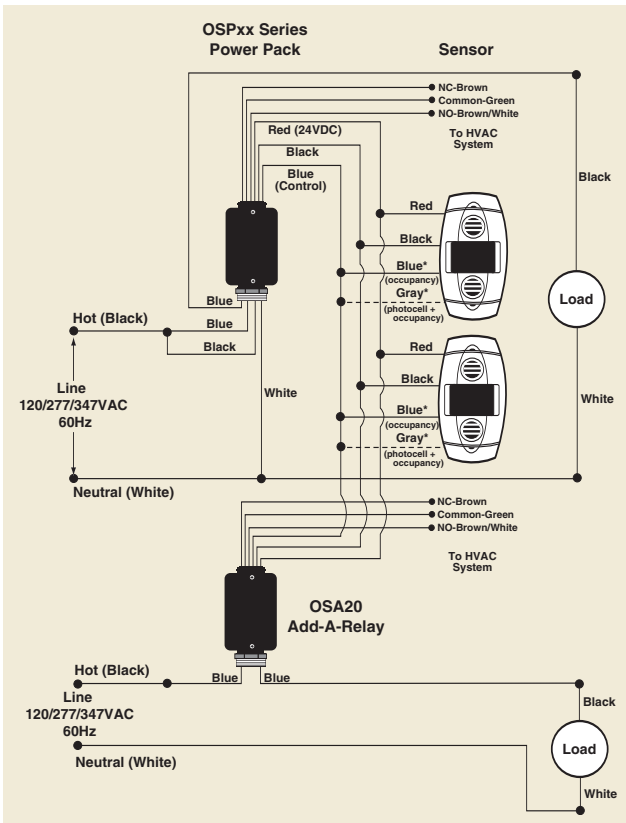 OSPxx Series
Power Pack
Sensor
NC-Brown
Common-Green
NO-Brown/White
To HVAC
System
Red (24VDC)
Black
Blue
(Control)
Black
Red
Black
Blue*
(occupancy)
Gray*
(photocell +
occupancy)
Load
Blue
Hot (Black)
Blue
Black
Line
120/277/347VAC
60Hz
White
Red
Black
Blue*
(occupancy)
Gray*
(photocell +
occupancy)
White
Neutral (White)
NC-Brown
Common-Green
NO-Brown/White
To HVAC
System
OSA20
Add-A-Relay
Hot (Black)
Blue
Blue
Line
120/277/347VAC
60Hz
Black
Load
Neutral (White)
White